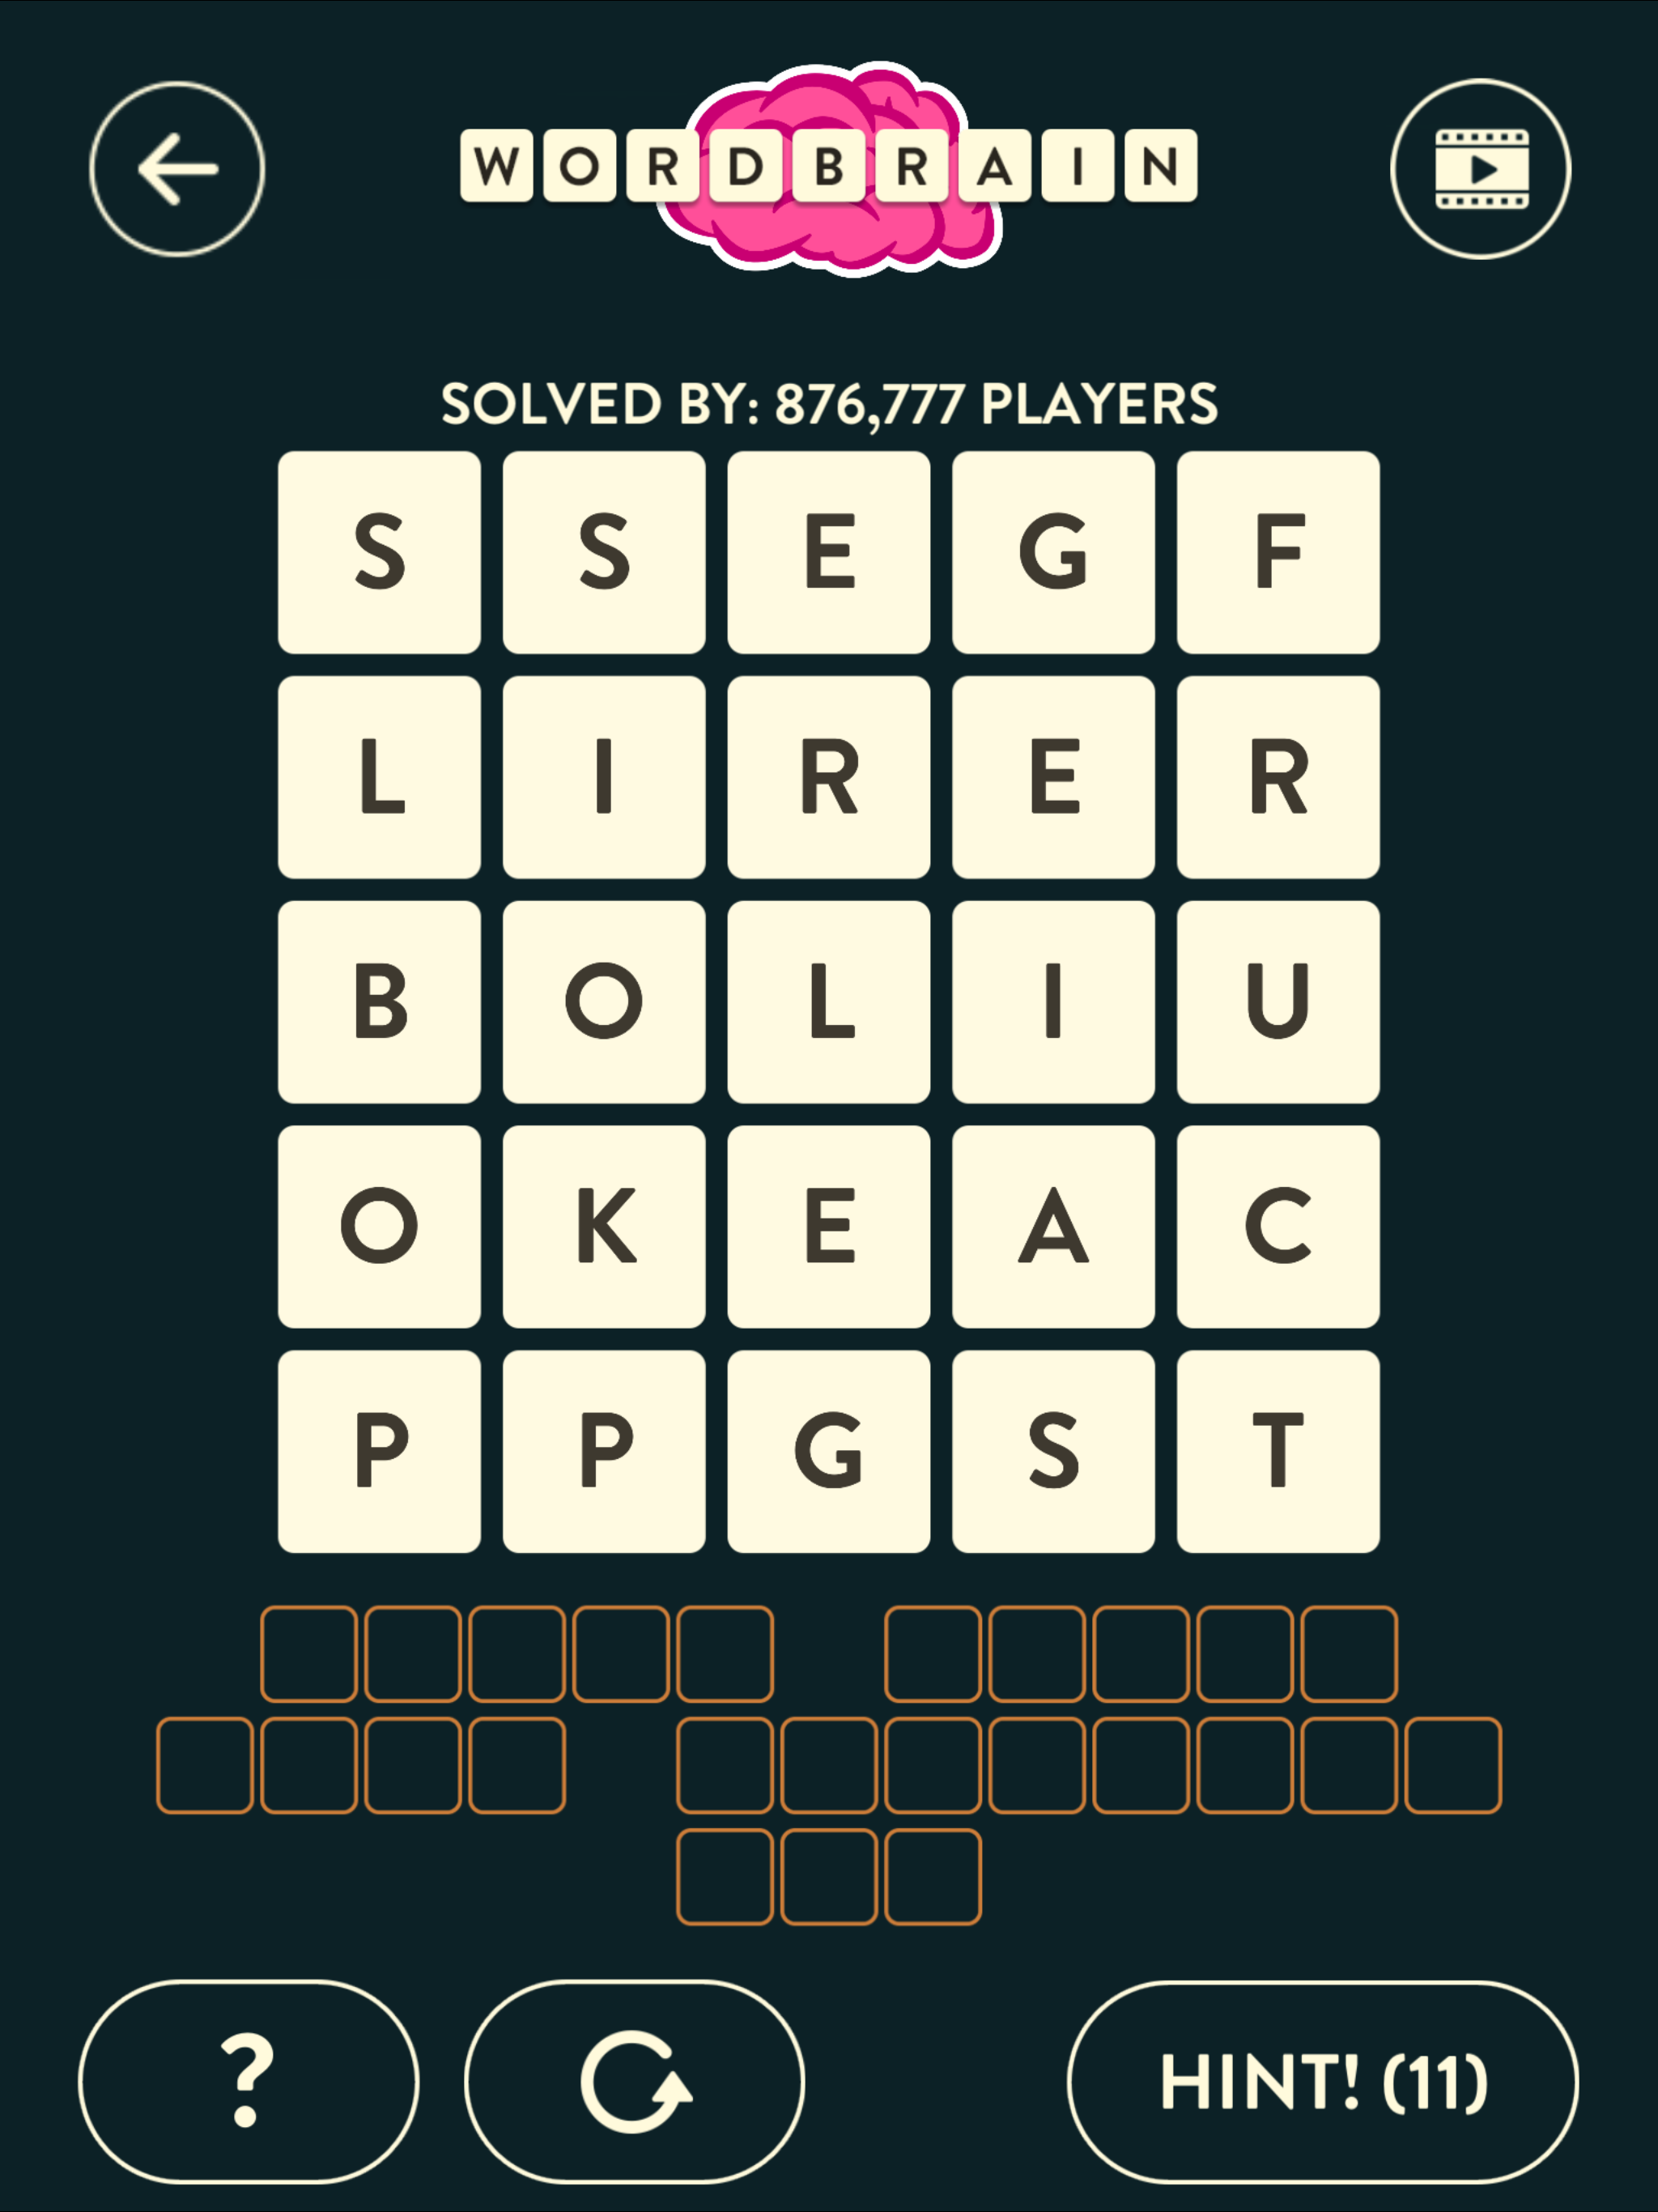 WORDBRAIN
SOLVED BY: 876,777 PLAYERS
S S E G F
L I R E R
B O L I U
O K E A C
P P G S T
? HINT! (11)